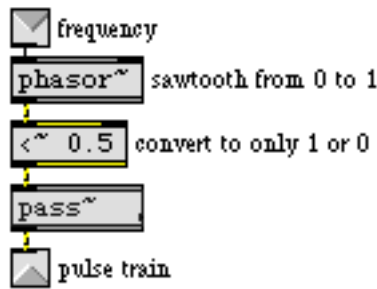 frequency
phasor~ sawtooth from 0 to 1
<~ 0.5 convert to only 1 or 0
pass~
pulse train